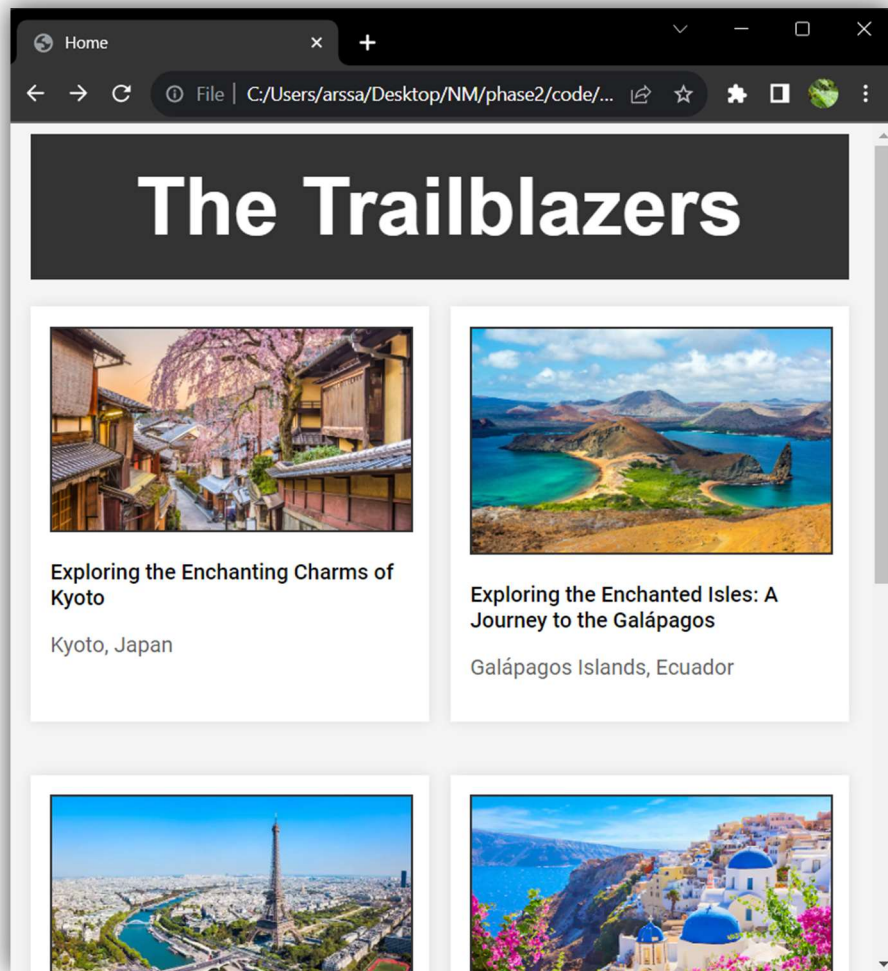 Home
File | C:/Users/arssa/Desktop/NM/phase2/code/...
The Trailblazers
Exploring the Enchanting Charms of
Kyoto
Kyoto, Japan
Exploring the Enchanted Isles: A
Journey to the Galápagos
Galápagos Islands, Ecuador